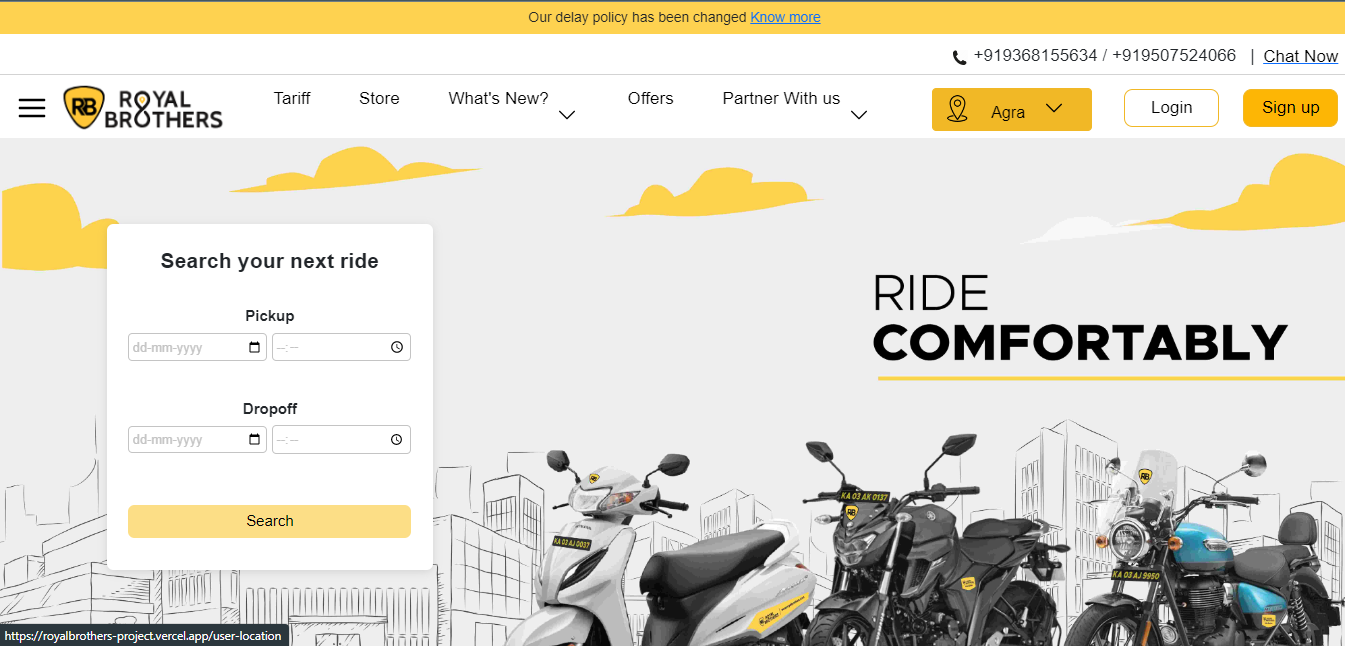 Our delay policy has been changed Know more
+919368155634 / +919507524066 | Chat Now
RB ROYAL BROTHERS
Tariff Store What's New? Offers Partner With us
Agra
Login Sign up
Search your next ride
Pickup
dd-mm-yyyy --:--
Dropoff
dd-mm-yyyy --:--
Search
RIDE
COMFORTABLY
KA 02 AJ 0037
KA 03 AK 0137
RB
RB
KA 03 AJ 9950
https://royalbrothers-project.vercel.app/user-location